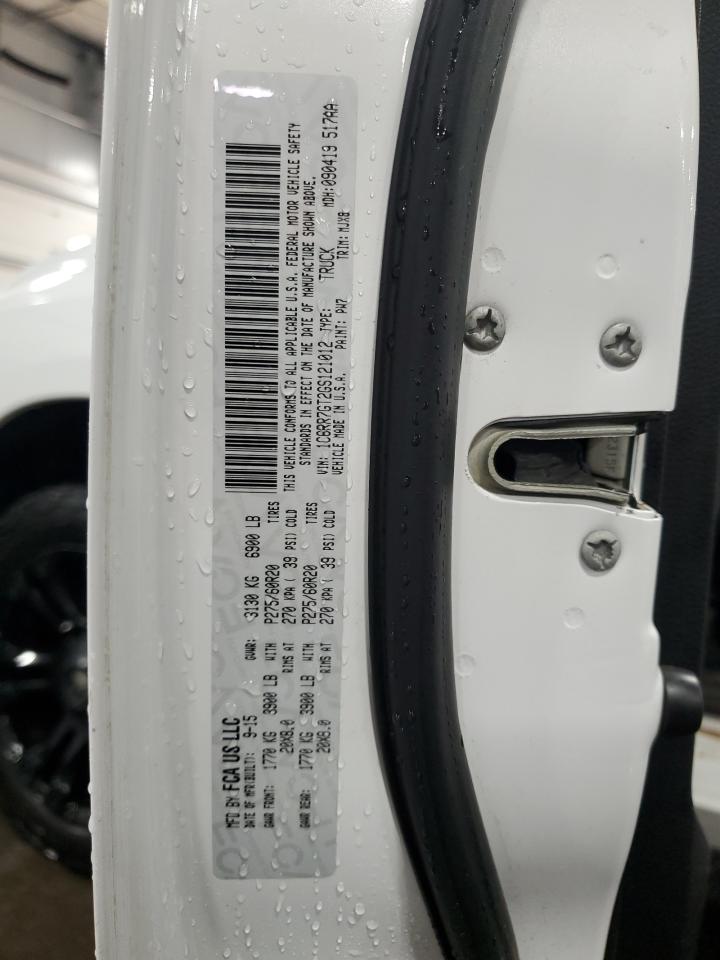 MFD BY FCA US LLC
DATE OF MFR(BUILT): 9-15 GVWR: 3130 KG 6900 LB
GAWR FRONT: 1770 KG 3900 LB WITH P275/60R20 TIRES
20X8.0 RIMS AT 270 KPA ( 39 PSI) COLD
GAWR REAR: 1770 KG 3900 LB WITH P275/60R20 TIRES
20X8.0 RIMS AT 270 KPA ( 39 PSI) COLD
THIS VEHICLE CONFORMS TO ALL APPLICABLE U.S.A. FEDERAL MOTOR VEHICLE SAFETY
STANDARDS IN EFFECT ON THE DATE OF MANUFACTURE SHOWN ABOVE.
VIN: 1C6RR7GT2GS121012 TYPE: TRUCK MDH:090419 517AA
VEHICLE MADE IN U.S.A. PAINT: PW7 TRIM: MJX8